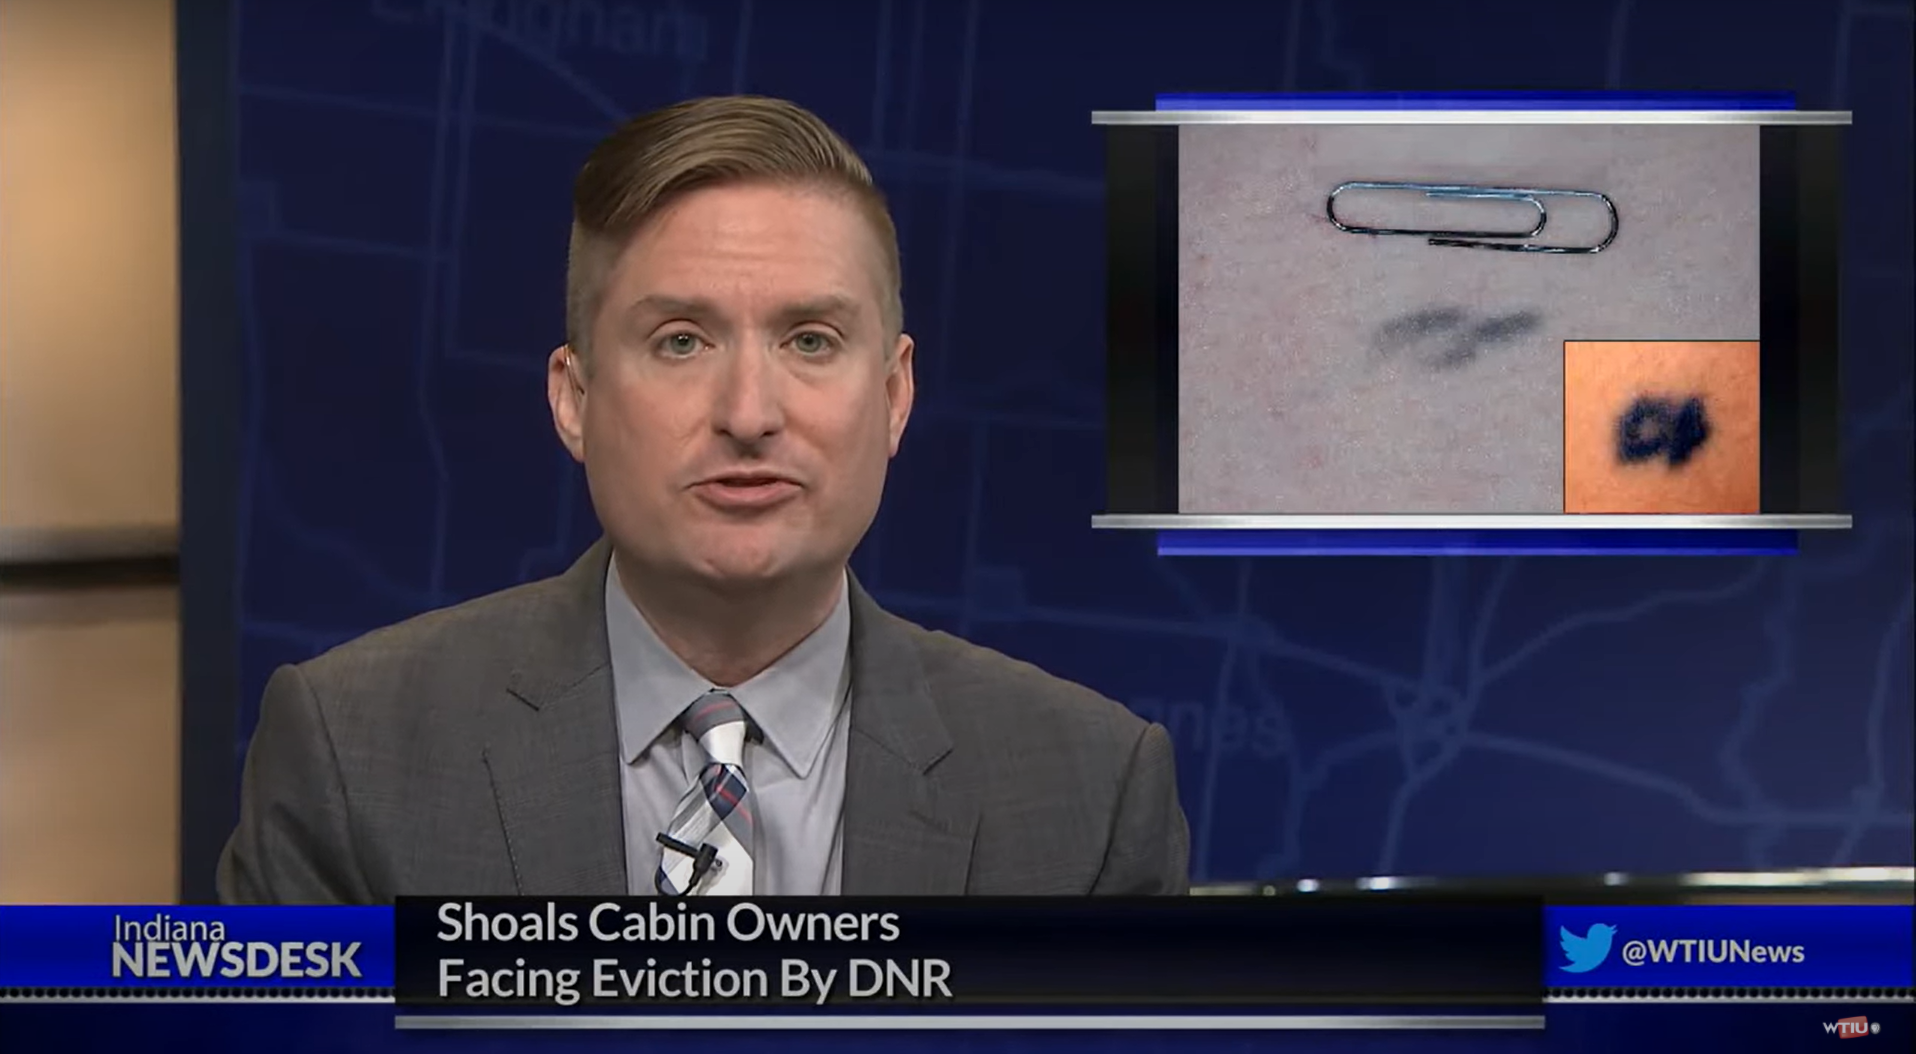 Indiana
NEWSDESK
Shoals Cabin Owners
Facing Eviction By DNR
@WTIUNews
WTIU